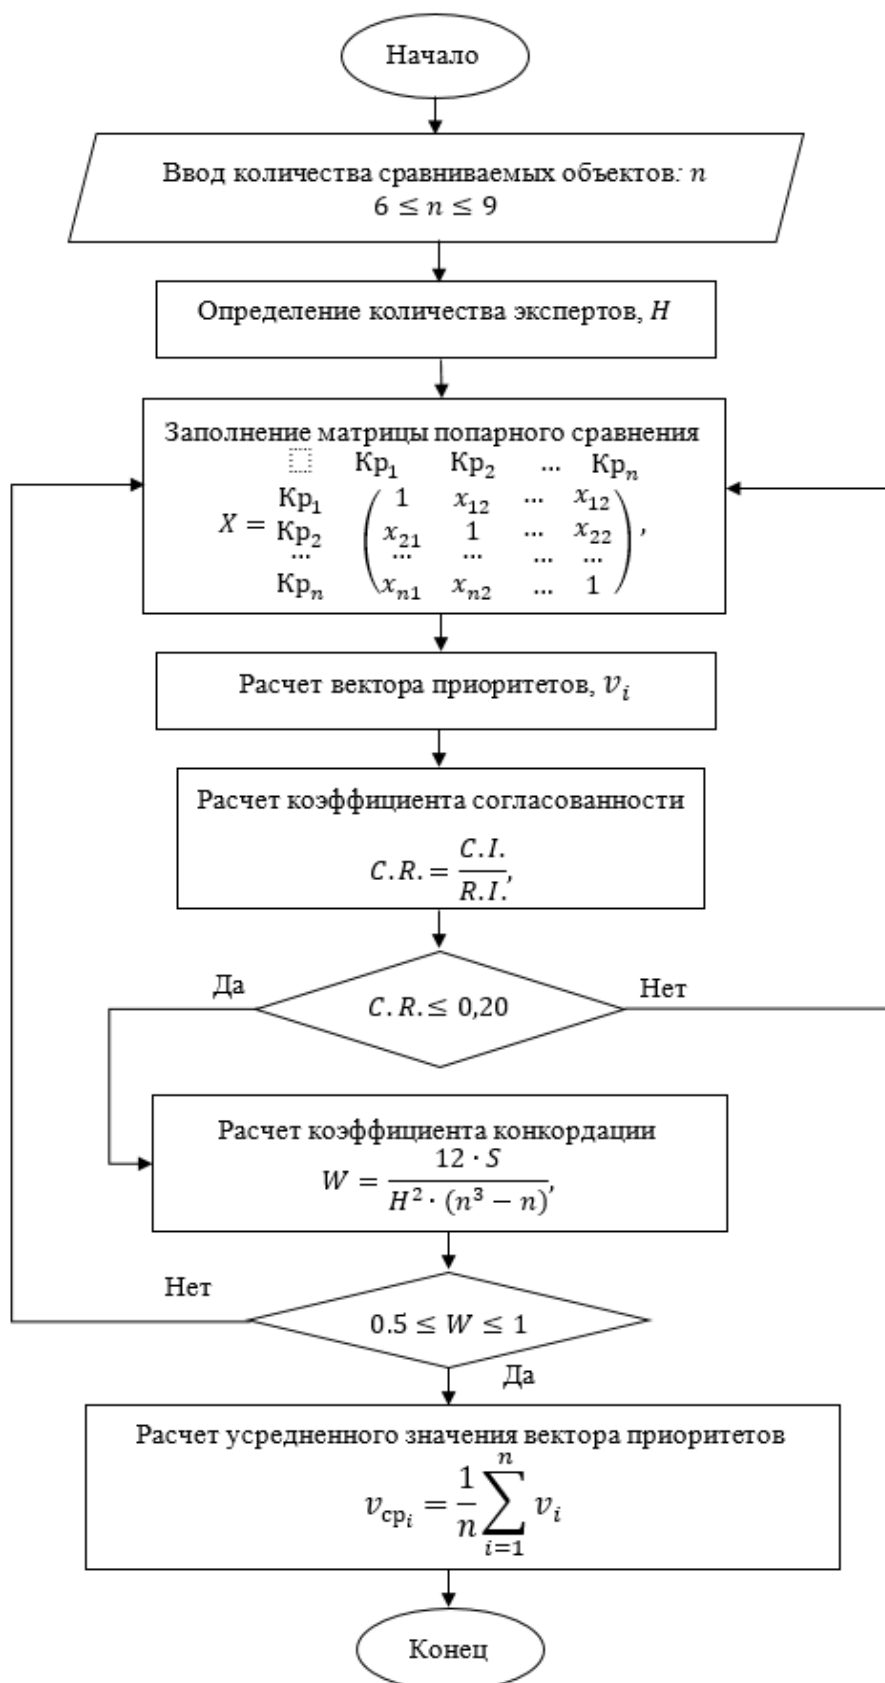 Начало
Ввод количества сравниваемых объектов: n
6 ≤ n ≤ 9
Определение количества экспертов, H
Заполнение матрицы попарного сравнения
Кр₁ Кр₂ ... Крₙ
Кр₁ 1 x₁₂ ... x₁₂
X = Кр₂ x₂₁ 1 ... x₂₂ ,
... ... ... ... ...
Крₙ xₙ₁ xₙ₂ ... 1
Расчет вектора приоритетов, vᵢ
Расчет коэффициента согласованности
C.R. = C.I./R.I.,
Да
Нет
C.R. ≤ 0,20
Расчет коэффициента конкордации
W = 12 · S / H² · (n³ − n),
Нет
0.5 ≤ W ≤ 1
Да
Расчет усредненного значения вектора приоритетов
v_срᵢ = 1/n ∑ⁿᵢ₌₁ vᵢ
Конец